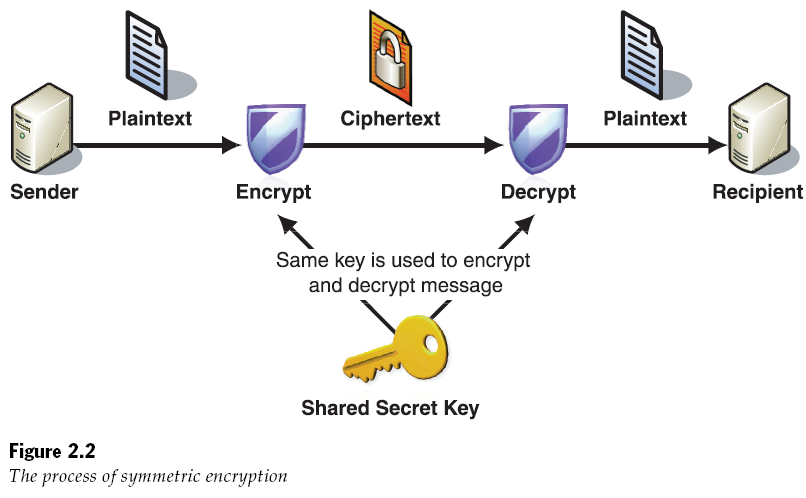 Plaintext
Ciphertext
Plaintext
Sender
Encrypt
Decrypt
Recipient
Same key is used to encrypt
and decrypt message
Shared Secret Key
Figure 2.2
The process of symmetric encryption